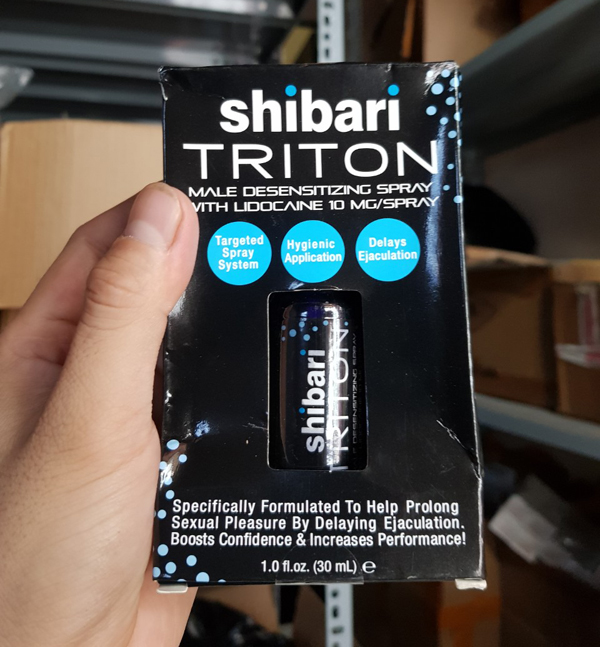 shibari
TRITON
MALE DESENSITIZING SPRAY
WITH LIDOCAINE 10 MG/SPRAY
Targeted
Spray
System
Hygienic
Application
Delays
Ejaculation
shibari
TRITON
DESENSITIZING SPRAY
Specifically Formulated To Help Prolong
Sexual Pleasure By Delaying Ejaculation.
Boosts Confidence & Increases Performance!
1.0 fl.oz. (30 mL) ℮